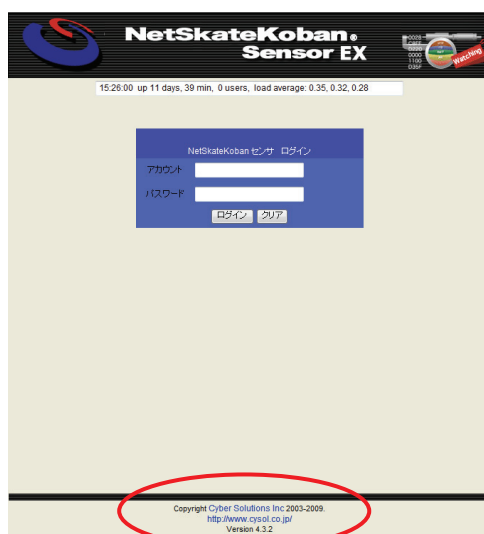 NetSkateKoban®
Sensor EX
Watching
15:26:00 up 11 days, 39 min, 0 users, load average: 0.35, 0.32, 0.28
NetSkateKoban センサ ログイン
アカウント
パスワード
ログイン クリア
Copyright Cyber Solutions Inc 2003-2009.
http://www.cysol.co.jp/
Version 4.3.2